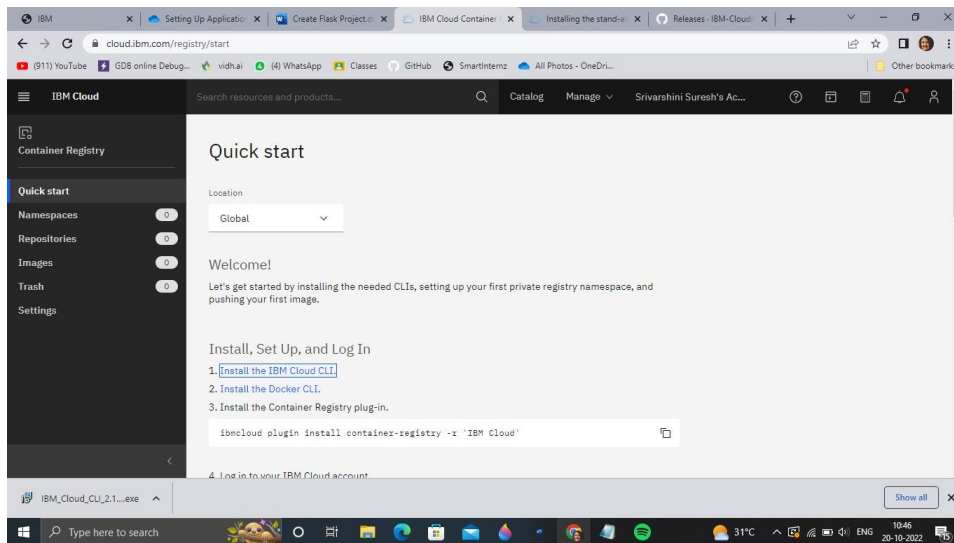 IBM
Setting Up Application
Create Flask Project.d
IBM Cloud Container
Installing the stand-a
Releases · IBM-Cloud
cloud.ibm.com/registry/start
(911) YouTube
GDB online Debug...
vidh.ai
(4) WhatsApp
Classes
GitHub
SmartInternz
All Photos - OneDri...
Other bookmarks
IBM Cloud
Search resources and products...
Catalog
Manage
Srivarshini Suresh's Ac...
Container Registry
Quick start
Namespaces 0
Repositories 0
Images 0
Trash 0
Settings
Quick start
Location
Global
Welcome!
Let's get started by installing the needed CLIs, setting up your first private registry namespace, and
pushing your first image.
Install, Set Up, and Log In
1. Install the IBM Cloud CLI.
2. Install the Docker CLI.
3. Install the Container Registry plug-in.
ibmcloud plugin install container-registry -r 'IBM Cloud'
4. Log in to your IBM Cloud account
IBM_Cloud_CLI_2.1....exe
Show all
Type here to search
31°C
ENG
10:46
20-10-2022
15